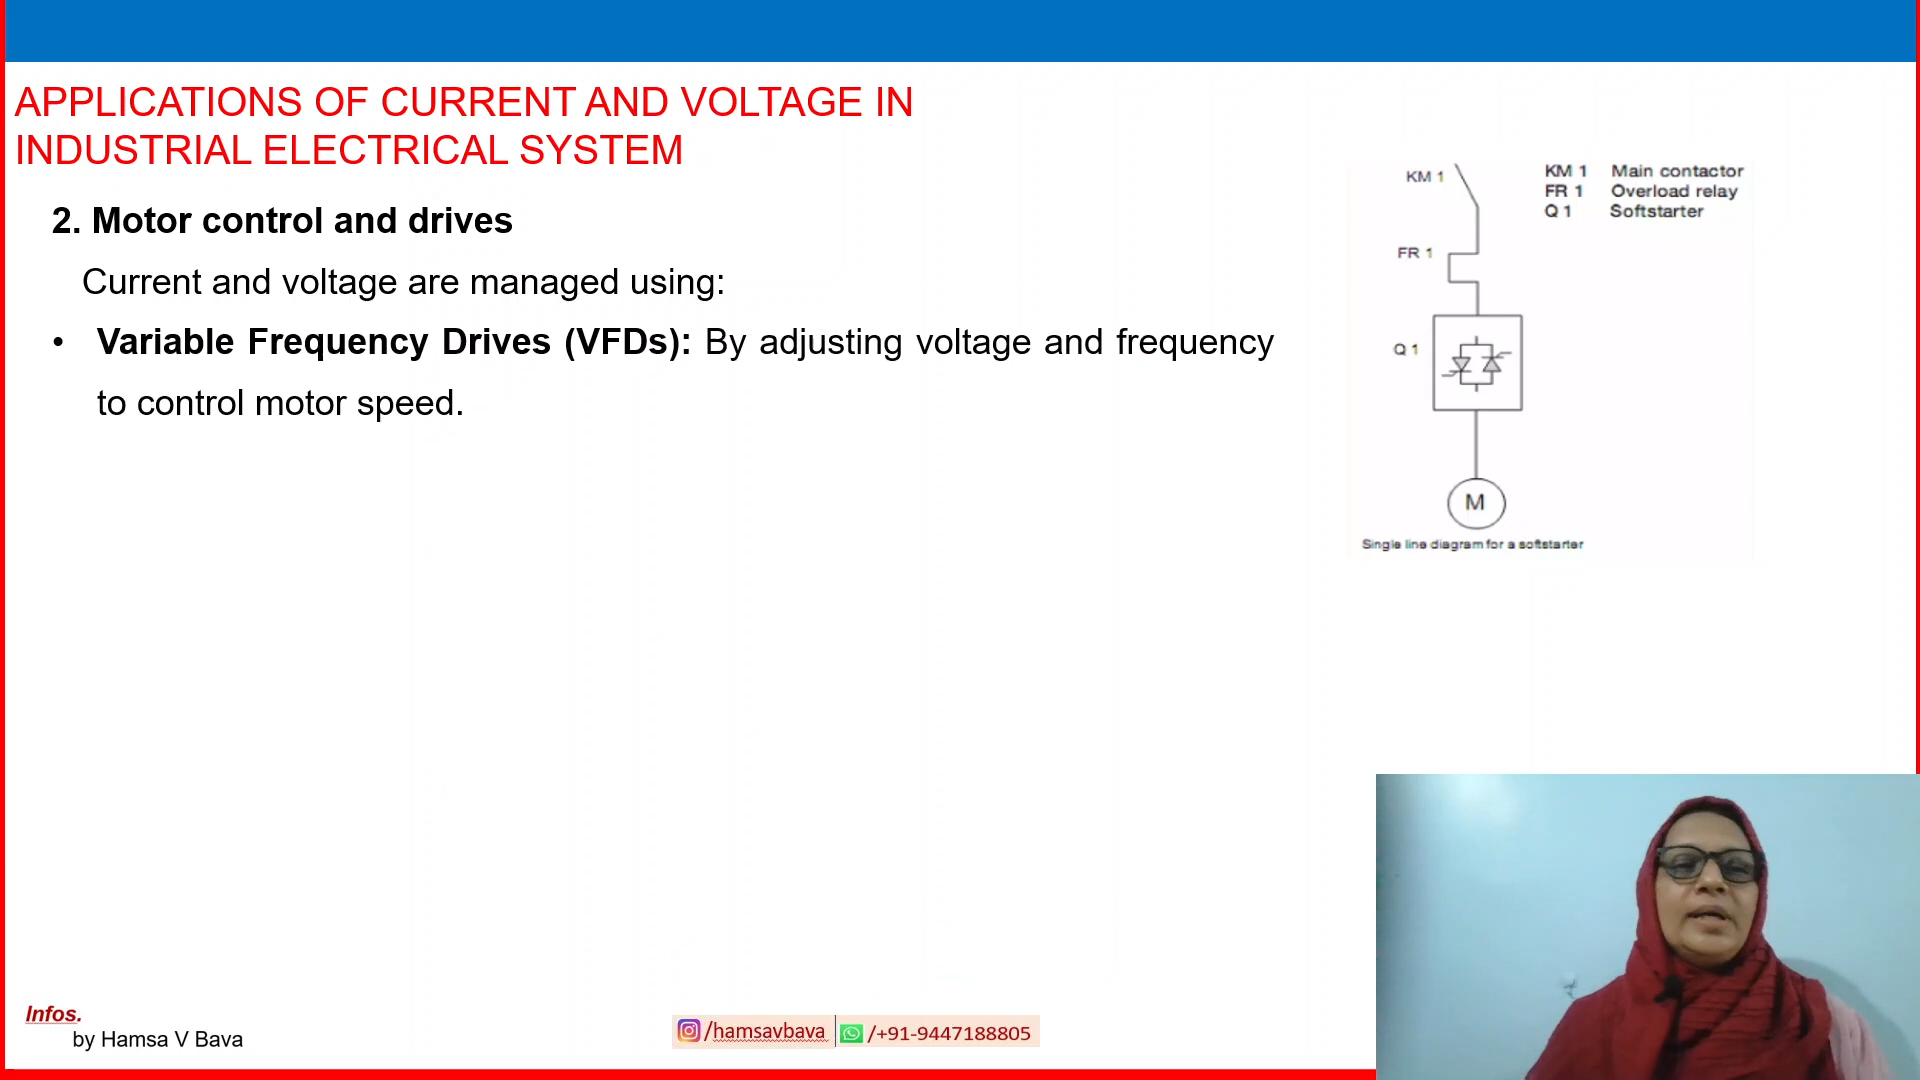 APPLICATIONS OF CURRENT AND VOLTAGE IN
INDUSTRIAL ELECTRICAL SYSTEM
2. Motor control and drives
Current and voltage are managed using:
• Variable Frequency Drives (VFDs): By adjusting voltage and frequency
to control motor speed.
KM 1
KM 1 Main contactor
FR 1 Overload relay
Q 1 Softstarter
FR 1
Q 1
M
Single line diagram for a softstarter
Infos.
by Hamsa V Bava
/hamsavbava /+91-9447188805